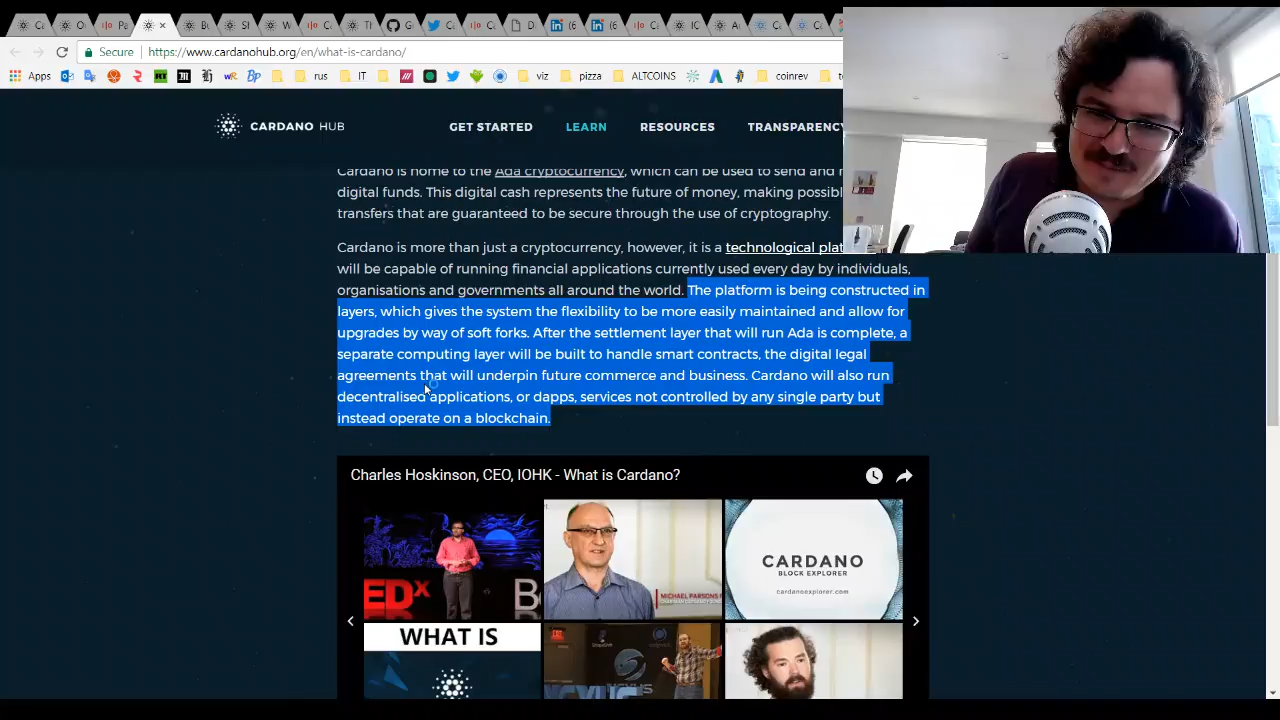 Secure https://www.cardanohub.org/en/what-is-cardano/
Apps rus IT viz pizza ALTCOINS coinrev
CARDANO HUB GET STARTED LEARN RESOURCES TRANSPARENCY
Cardano is home to the Ada cryptocurrency, which can be used to send and
digital funds. This digital cash represents the future of money, making
transfers that are guaranteed to be secure through the use of cryptography.
Cardano is more than just a cryptocurrency, however, it is a technological
will be capable of running financial applications currently used every day by individuals,
organisations and governments all around the world. The platform is being constructed in
layers, which gives the system the flexibility to be more easily maintained and allow for
upgrades by way of soft forks. After the settlement layer that will run Ada is complete, a
separate computing layer will be built to handle smart contracts, the digital legal
agreements that will underpin future commerce and business. Cardano will also run
decentralised applications, or dapps, services not controlled by any single party but
instead operate on a blockchain.
Charles Hoskinson, CEO, IOHK - What is Cardano?
EDx
MICHAEL PARSONS
CARDANO
BLOCK EXPLORER
cardanoexplorer.com
WHAT IS